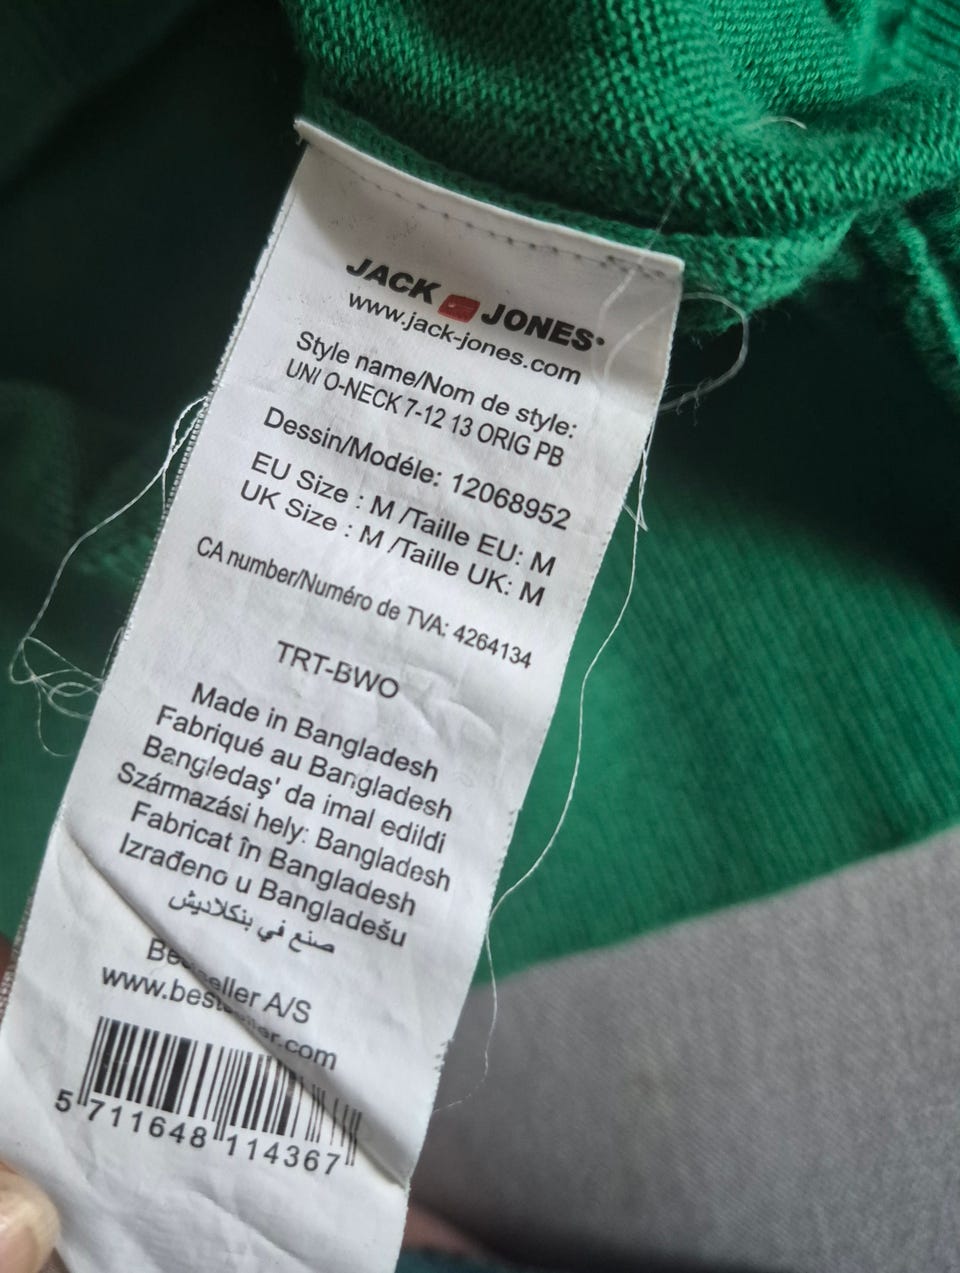 JACK JONES®
www.jack-jones.com
Style name/Nom de style:
UNI O-NECK 7-12 13 ORIG PB
Dessin/Modéle: 12068952
EU Size : M /Taille EU: M
UK Size : M /Taille UK: M
CA number/Numéro de TVA: 4264134
TRT-BWO
Made in Bangladesh
Fabriqué au Bangladesh
Bangledaş' da imal edildi
Származási hely: Bangladesh
Fabricat în Bangladesh
Izrađeno u Bangladešu
صنع في بنكلاديش
Bestseller A/S
www.bestseller.com
5 711648 114367